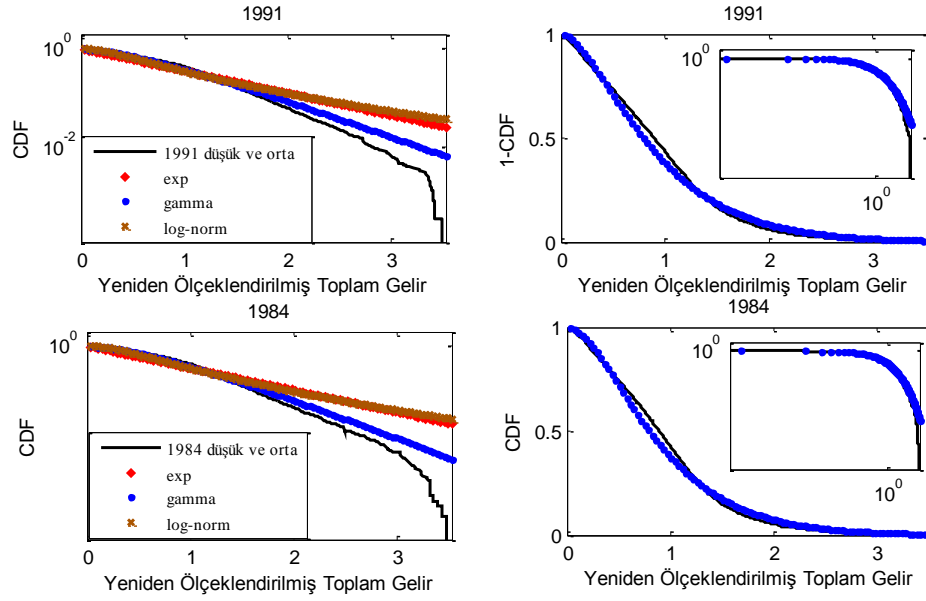 1991
10^0
10^-2
CDF
1991 düşük ve orta
exp
gamma
log-norm
0 1 2 3
Yeniden Ölçeklendirilmiş Toplam Gelir
1991
1
0.5
0
1-CDF
10^0
10^0
0 1 2 3
Yeniden Ölçeklendirilmiş Toplam Gelir
1984
10^0
CDF
1984 düşük ve orta
exp
gamma
log-norm
0 1 2 3
Yeniden Ölçeklendirilmiş Toplam Gelir
1984
1
0.5
0
CDF
10^0
10^0
0 1 2 3
Yeniden Ölçeklendirilmiş Toplam Gelir